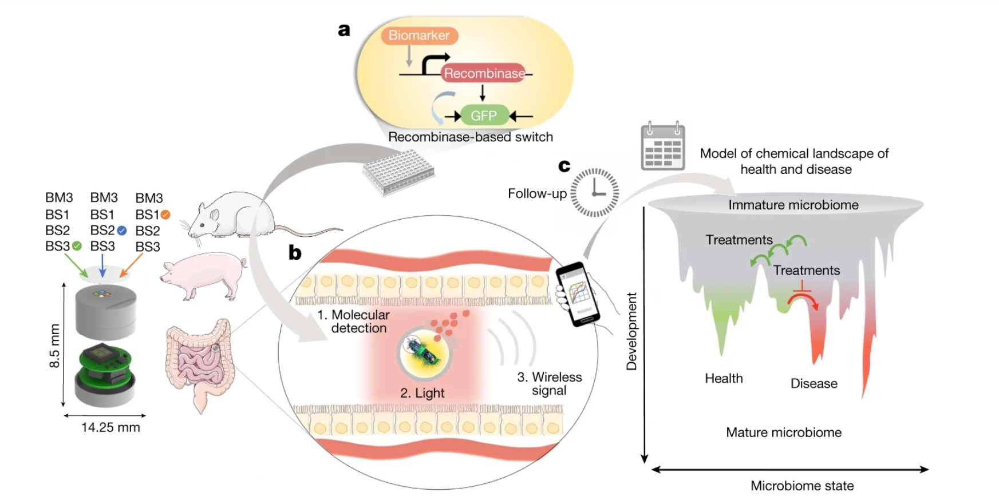 a
Biomarker
Recombinase
GFP
Recombinase-based switch
c
Follow-up
Model of chemical landscape of
health and disease
Immature microbiome
Treatments
Treatments
Development
Health
Disease
Mature microbiome
Microbiome state
BM3
BS1
BS2
BS3
BM3
BS1
BS2
BS3
BM3
BS1
BS2
BS3
8.5 mm
14.25 mm
b
1. Molecular
detection
2. Light
3. Wireless
signal